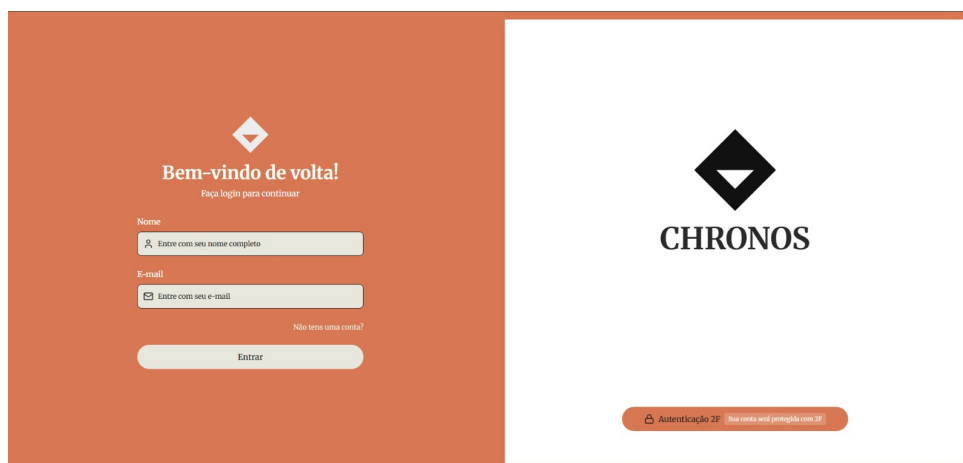 Bem-vindo de volta!
Faça login para continuar
Nome
Entre com seu nome completo
E-mail
Entre com seu e-mail
Não tens uma conta?
Entrar
CHRONOS
Autenticação 2F Sua conta será protegida com 2F